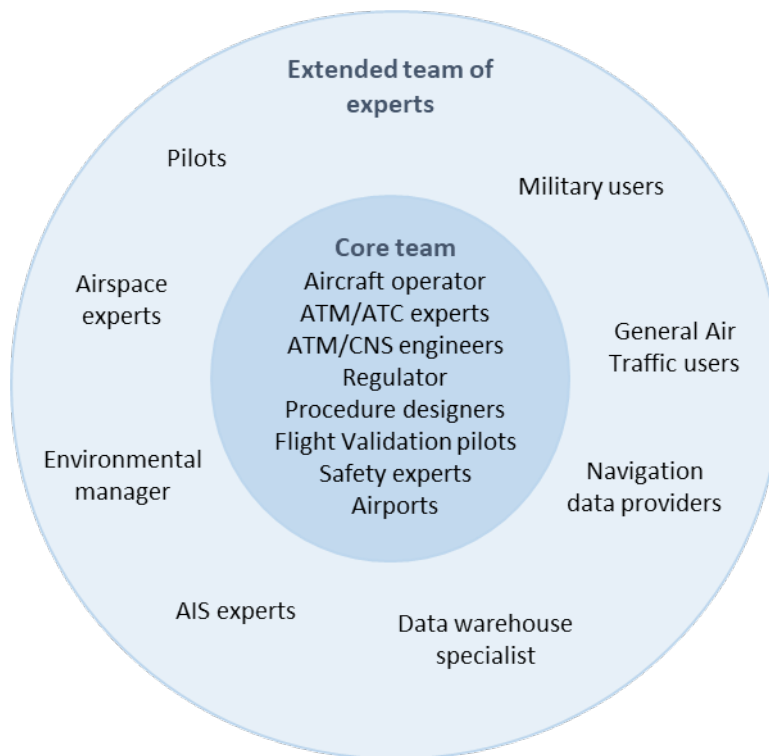 Extended team of
experts
Pilots
Military users
Core team
Aircraft operator
ATM/ATC experts
ATM/CNS engineers
Regulator
Procedure designers
Flight Validation pilots
Safety experts
Airports
Airspace
experts
General Air
Traffic users
Environmental
manager
Navigation
data providers
AIS experts
Data warehouse
specialist